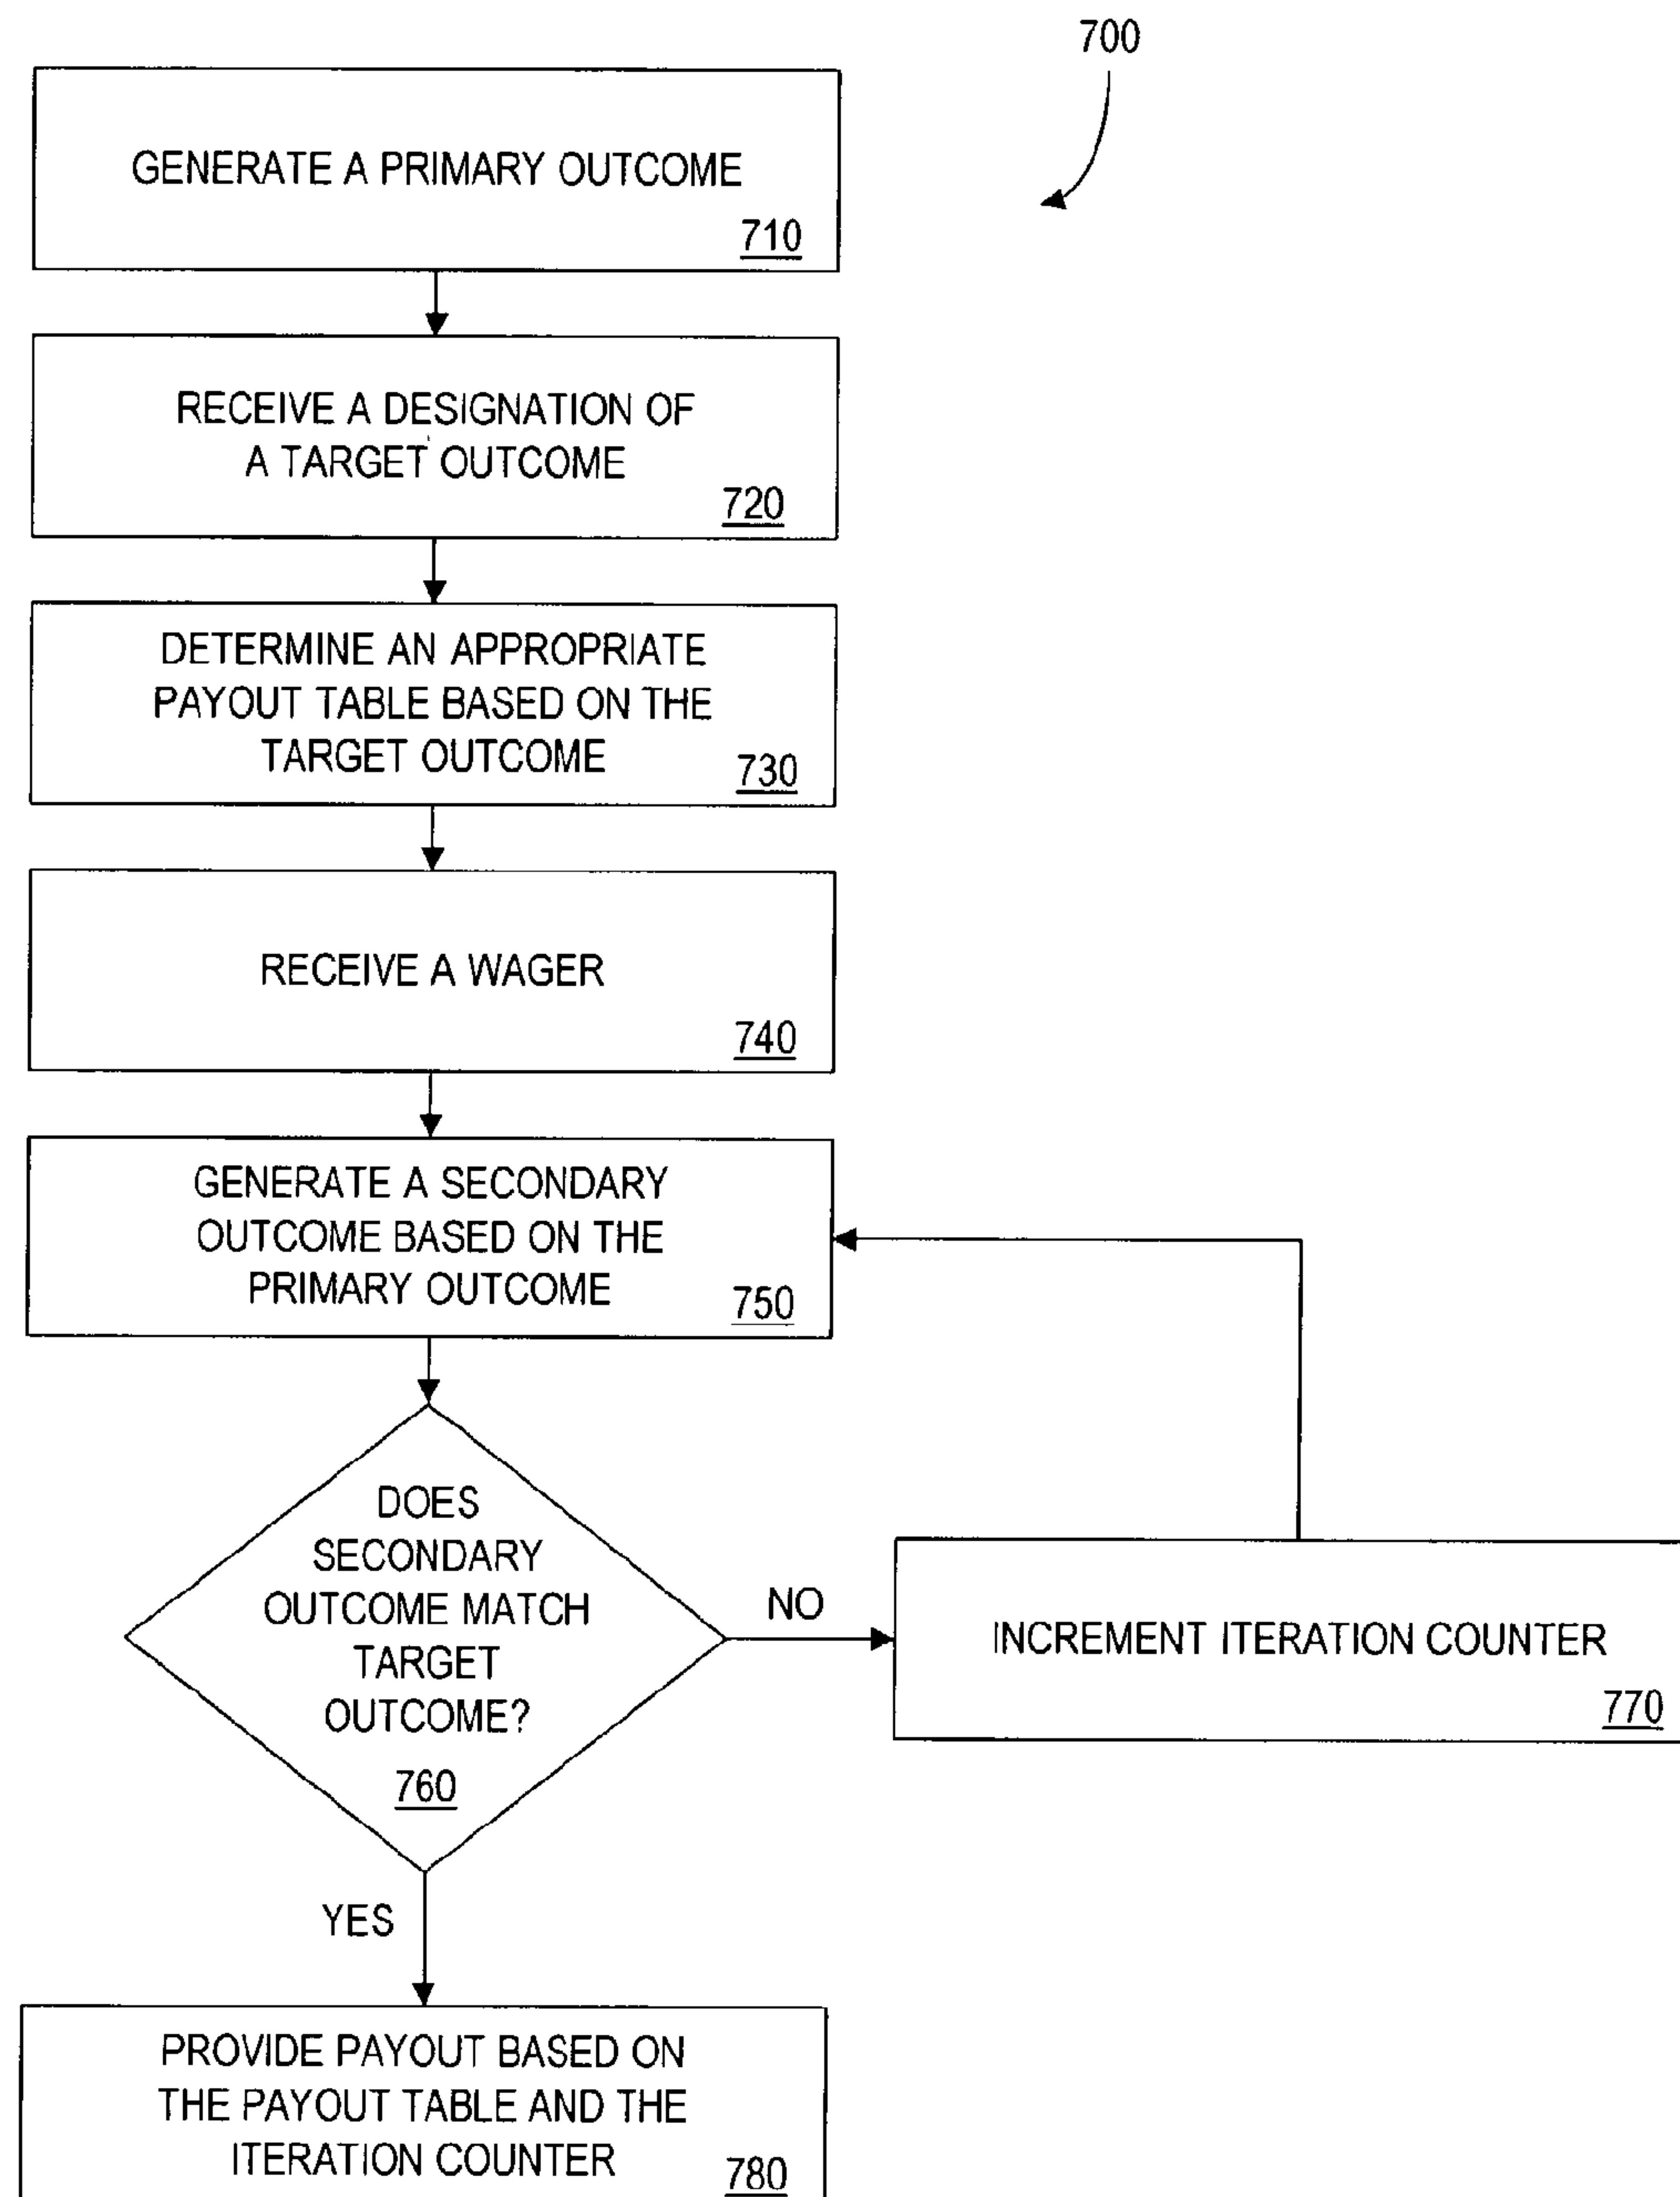 700
GENERATE A PRIMARY OUTCOME
710
RECEIVE A DESIGNATION OF
A TARGET OUTCOME
720
DETERMINE AN APPROPRIATE
PAYOUT TABLE BASED ON THE
TARGET OUTCOME
730
RECEIVE A WAGER
740
GENERATE A SECONDARY
OUTCOME BASED ON THE
PRIMARY OUTCOME
750
DOES
SECONDARY
OUTCOME MATCH
TARGET
OUTCOME?
760
NO
INCREMENT ITERATION COUNTER
770
YES
PROVIDE PAYOUT BASED ON
THE PAYOUT TABLE AND THE
ITERATION COUNTER
780